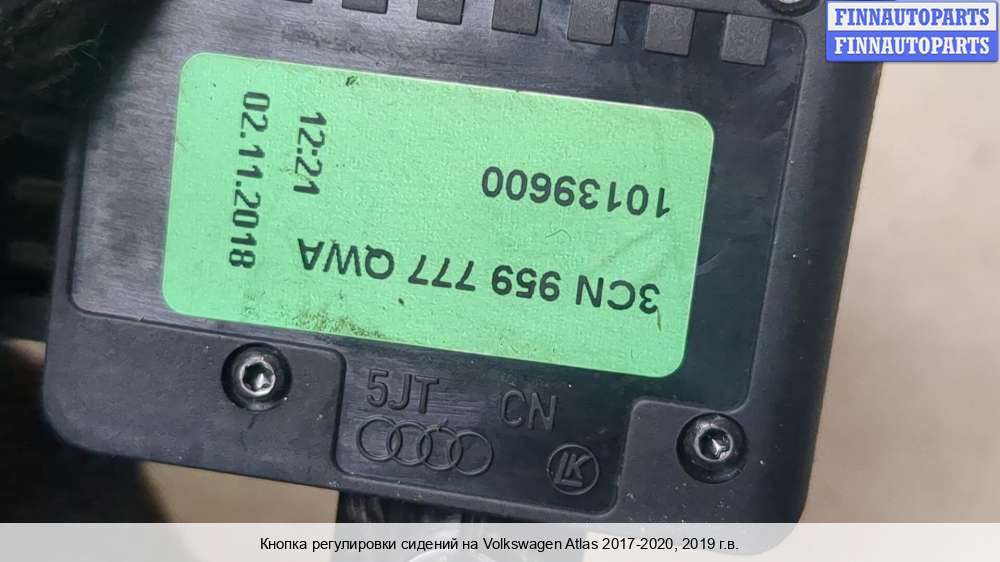 FINNAUTOPARTS
FINNAUTOPARTS
3CN 959 777 QWA
10139600
02.11.2018
12:21
5JT CN
LK
Кнопка регулировки сидений на Volkswagen Atlas 2017-2020, 2019 г.в.